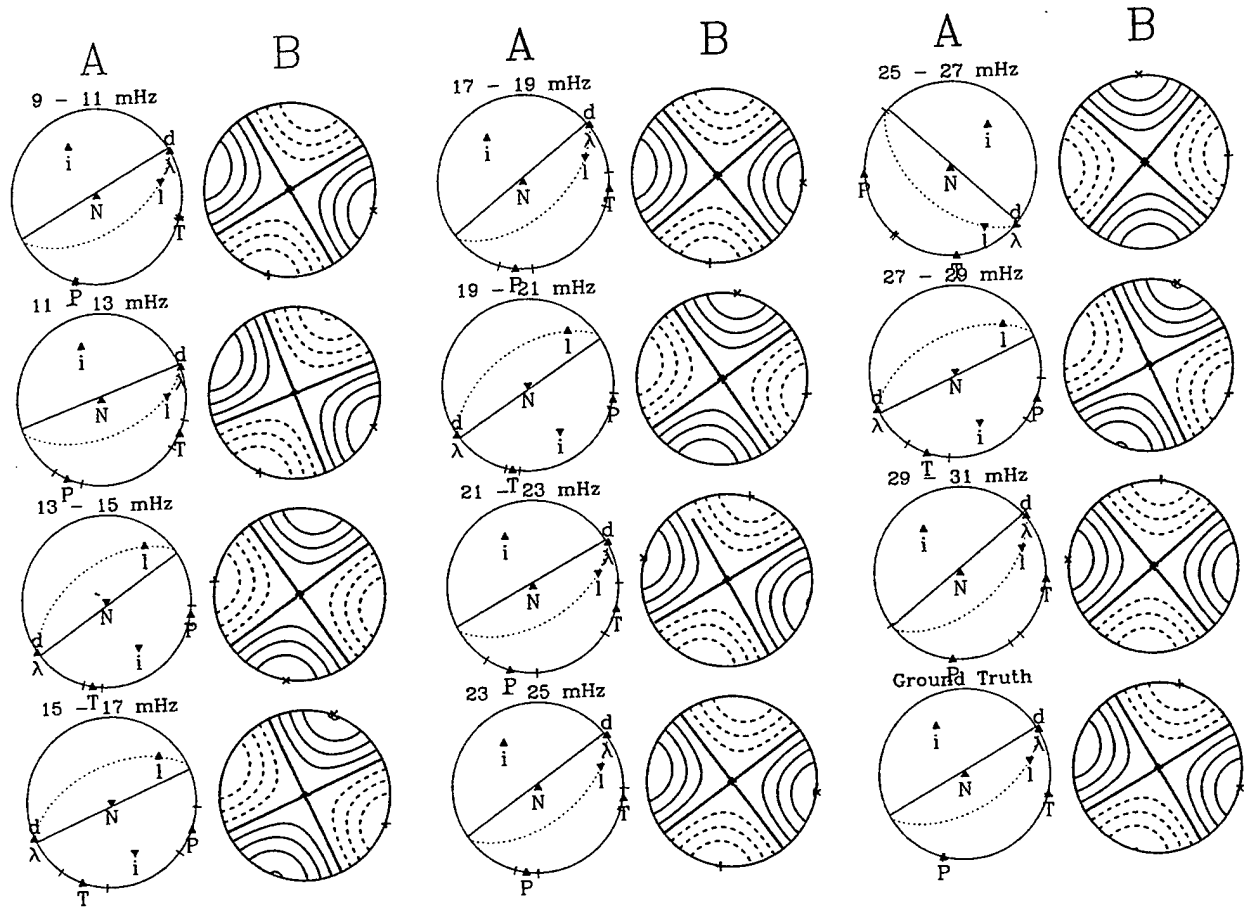 A
B
9 - 11 mHz
d
λ
i
l
N
T
P
11 - 13 mHz
d
λ
i
l
N
T
P
13 - 15 mHz
l
N
P
d
λ
i
T
15 - 17 mHz
l
N
d
λ
P
i
T
A
B
17 - 19 mHz
d
λ
i
l
N
T
P
19 - 21 mHz
l
N
P
d
λ
i
T
21 - 23 mHz
d
λ
i
l
N
T
P
23 - 25 mHz
d
λ
i
l
N
T
P
A
B
25 - 27 mHz
i
N
P
d
λ
l
T
27 - 29 mHz
l
N
d
λ
P
i
T
29 - 31 mHz
d
λ
i
l
N
T
P
Ground Truth
d
λ
i
l
N
T
P